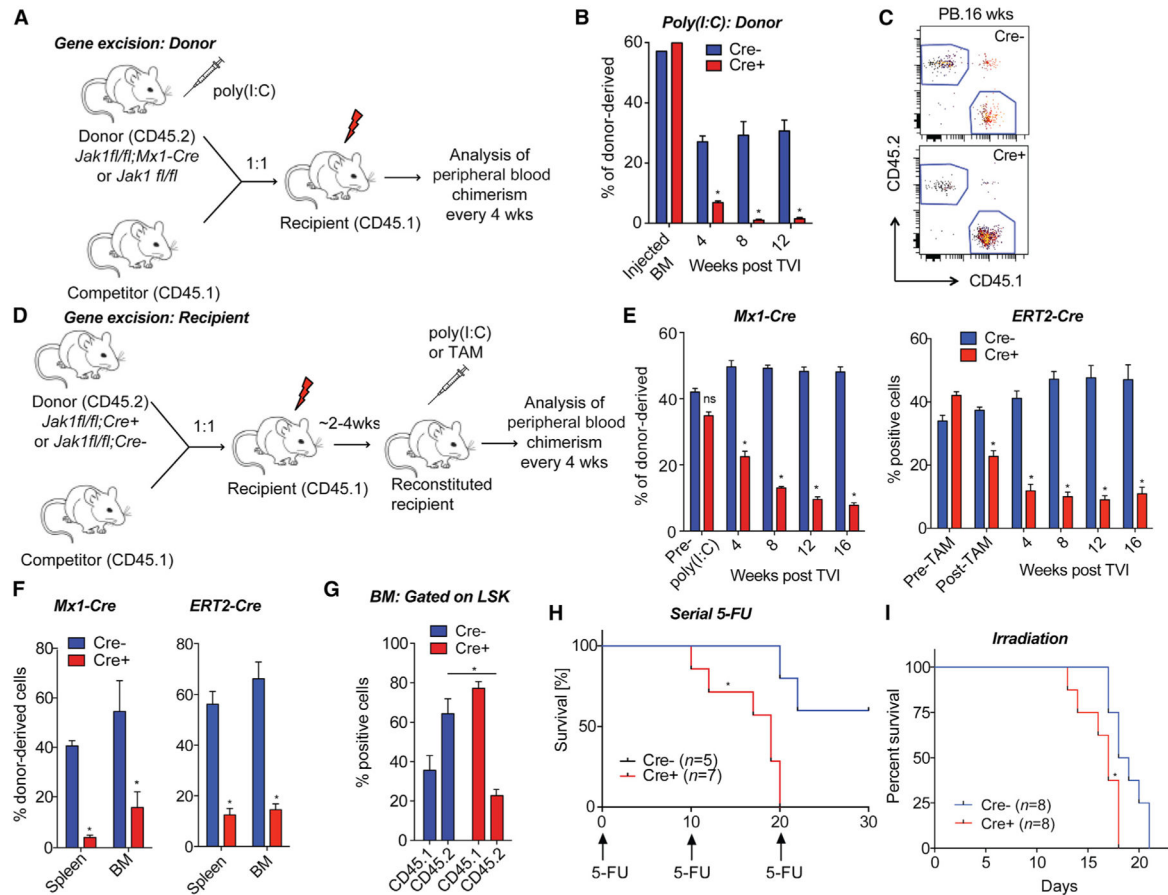 A
Gene excision: Donor
poly(I:C)
Donor (CD45.2)
Jak1fl/fl;Mx1-Cre
or Jak1 fl/fl
1:1
Recipient (CD45.1)
Analysis of
peripheral blood
chimerism
every 4 wks
Competitor (CD45.1)
B
Poly(I:C): Donor
Cre-
Cre+
% of donor-derived
60
40
20
0
* * *
Injected
BM
4 8 12
Weeks post TVI
C
PB.16 wks
Cre-
Cre+
CD45.2
CD45.1
D
Gene excision: Recipient
Donor (CD45.2)
Jak1fl/fl;Cre+
or Jak1fl/fl;Cre-
1:1
Recipient (CD45.1)
~2-4wks
poly(I:C)
or TAM
Reconstituted
recipient
Analysis of
peripheral blood
chimerism
every 4 wks
Competitor (CD45.1)
E
Mx1-Cre
% of donor-derived
60
40
20
0
ns
* * * *
Pre-
poly(I:C)
4 8 12 16
Weeks post TVI
ERT2-Cre
Cre-
Cre+
% positive cells
60
40
20
0
* * * * *
Pre-TAM
Post-TAM
4 8 12 16
Weeks post TVI
F
Mx1-Cre
Cre-
Cre+
% donor-derived cells
80
60
40
20
0
* *
Spleen
BM
ERT2-Cre
80
60
40
20
0
* *
Spleen
BM
G
BM: Gated on LSK
Cre-
Cre+
% positive cells
100
80
60
40
20
0
*
CD45.1
CD45.2
CD45.1
CD45.2
H
Serial 5-FU
Survival [%]
100
50
0
*
Cre- (n=5)
Cre+ (n=7)
0 10 20 30
5-FU
5-FU
5-FU
I
Irradiation
Percent survival
100
75
50
25
0
*
Cre- (n=8)
Cre+ (n=8)
0 5 10 15 20
Days